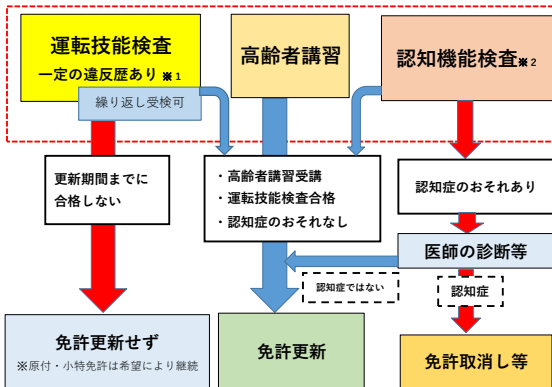 運転技能検査
一定の違反歴あり※1
繰り返し受検可
高齢者講習
認知機能検査※2
更新期間までに
合格しない
・高齢者講習受講
・運転技能検査合格
・認知症のおそれなし
認知症のおそれあり
医師の診断等
認知症ではない
認知症
免許更新せず
※原付・小特免許は希望により継続
免許更新
免許取消し等